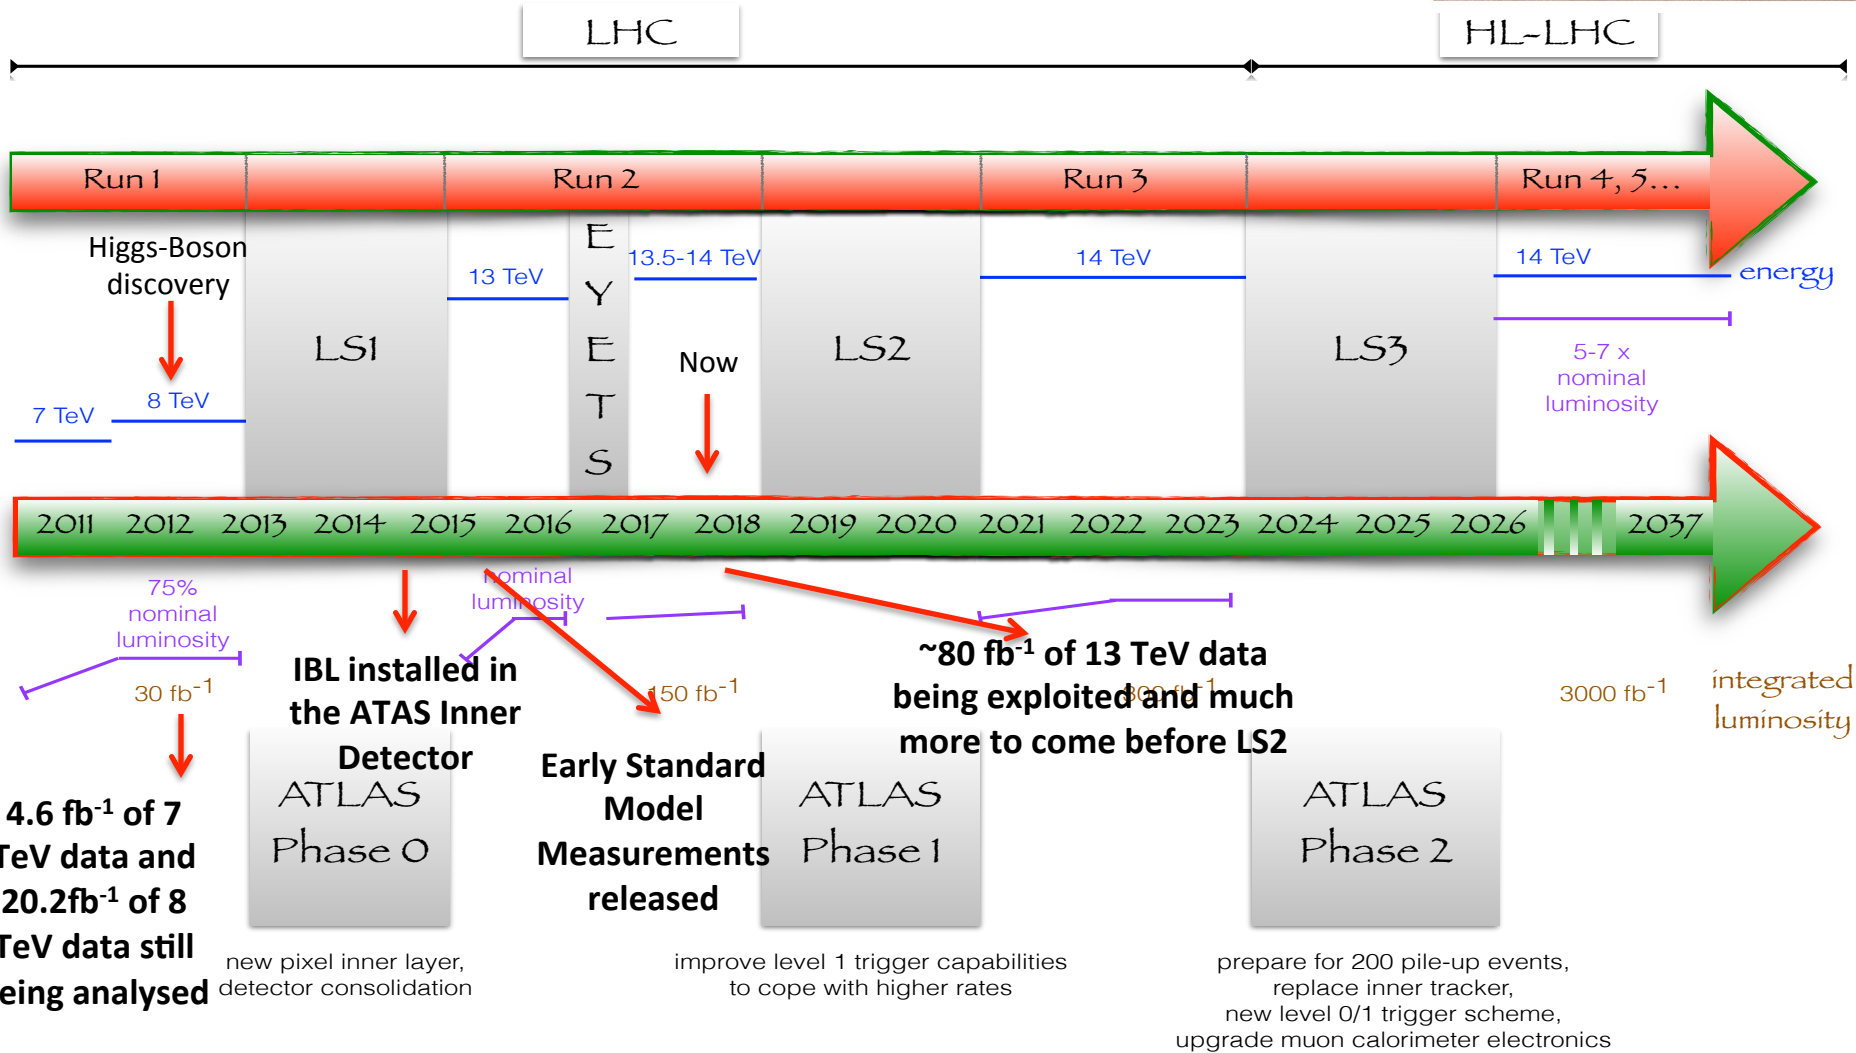 LHC
HL-LHC
Run 1
Run 2
Run 3
Run 4, 5...
Higgs-Boson
discovery
7 TeV
8 TeV
LS1
13 TeV
E
Y
E
T
S
13.5-14 TeV
Now
LS2
14 TeV
LS3
14 TeV
energy
5-7 x
nominal
luminosity
2011 2012 2013 2014 2015 2016 2017 2018 2019 2020 2021 2022 2023 2024 2025 2026 2037
75%
nominal
luminosity
nominal
luminosity
30 fb-1
150 fb-1
300 fb-1
3000 fb-1
integrated
luminosity
IBL installed in
the ATAS Inner
Detector
~80 fb-1 of 13 TeV data
being exploited and much
more to come before LS2
Early Standard
Model
Measurements
released
4.6 fb-1 of 7
TeV data and
20.2fb-1 of 8
TeV data still
eing analysed
ATLAS
Phase 0
ATLAS
Phase 1
ATLAS
Phase 2
new pixel inner layer,
detector consolidation
improve level 1 trigger capabilities
to cope with higher rates
prepare for 200 pile-up events,
replace inner tracker,
new level 0/1 trigger scheme,
upgrade muon calorimeter electronics